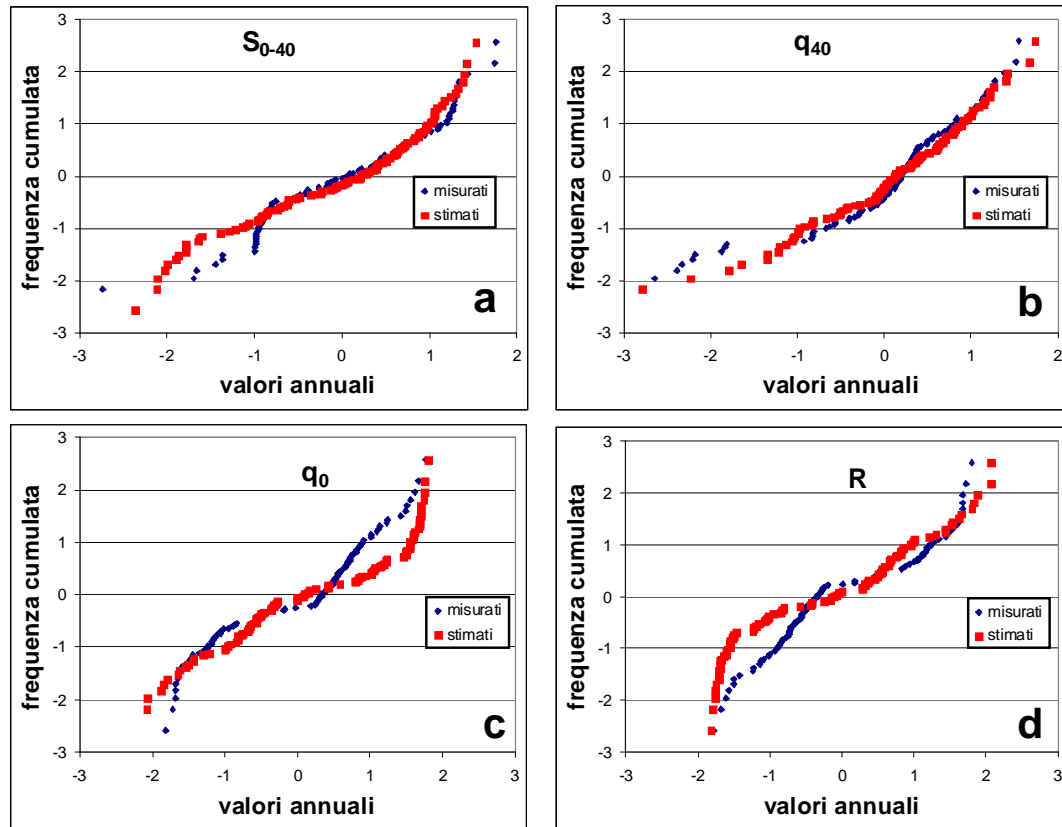 S0-40
frequenza cumulata
3
2
1
0
-1
-2
-3
-3 -2 -1 0 1 2
valori annuali
misurati
stimati
a
q40
frequenza cumulata
3
2
1
0
-1
-2
-3
-3 -2 -1 0 1 2
valori annuali
misurati
stimati
b
q0
frequenza cumulata
3
2
1
0
-1
-2
-3
-3 -2 -1 0 1 2 3
valori annuali
misurati
stimati
c
R
frequenza cumulata
3
2
1
0
-1
-2
-3
-3 -2 -1 0 1 2 3
valori annuali
misurati
stimati
d